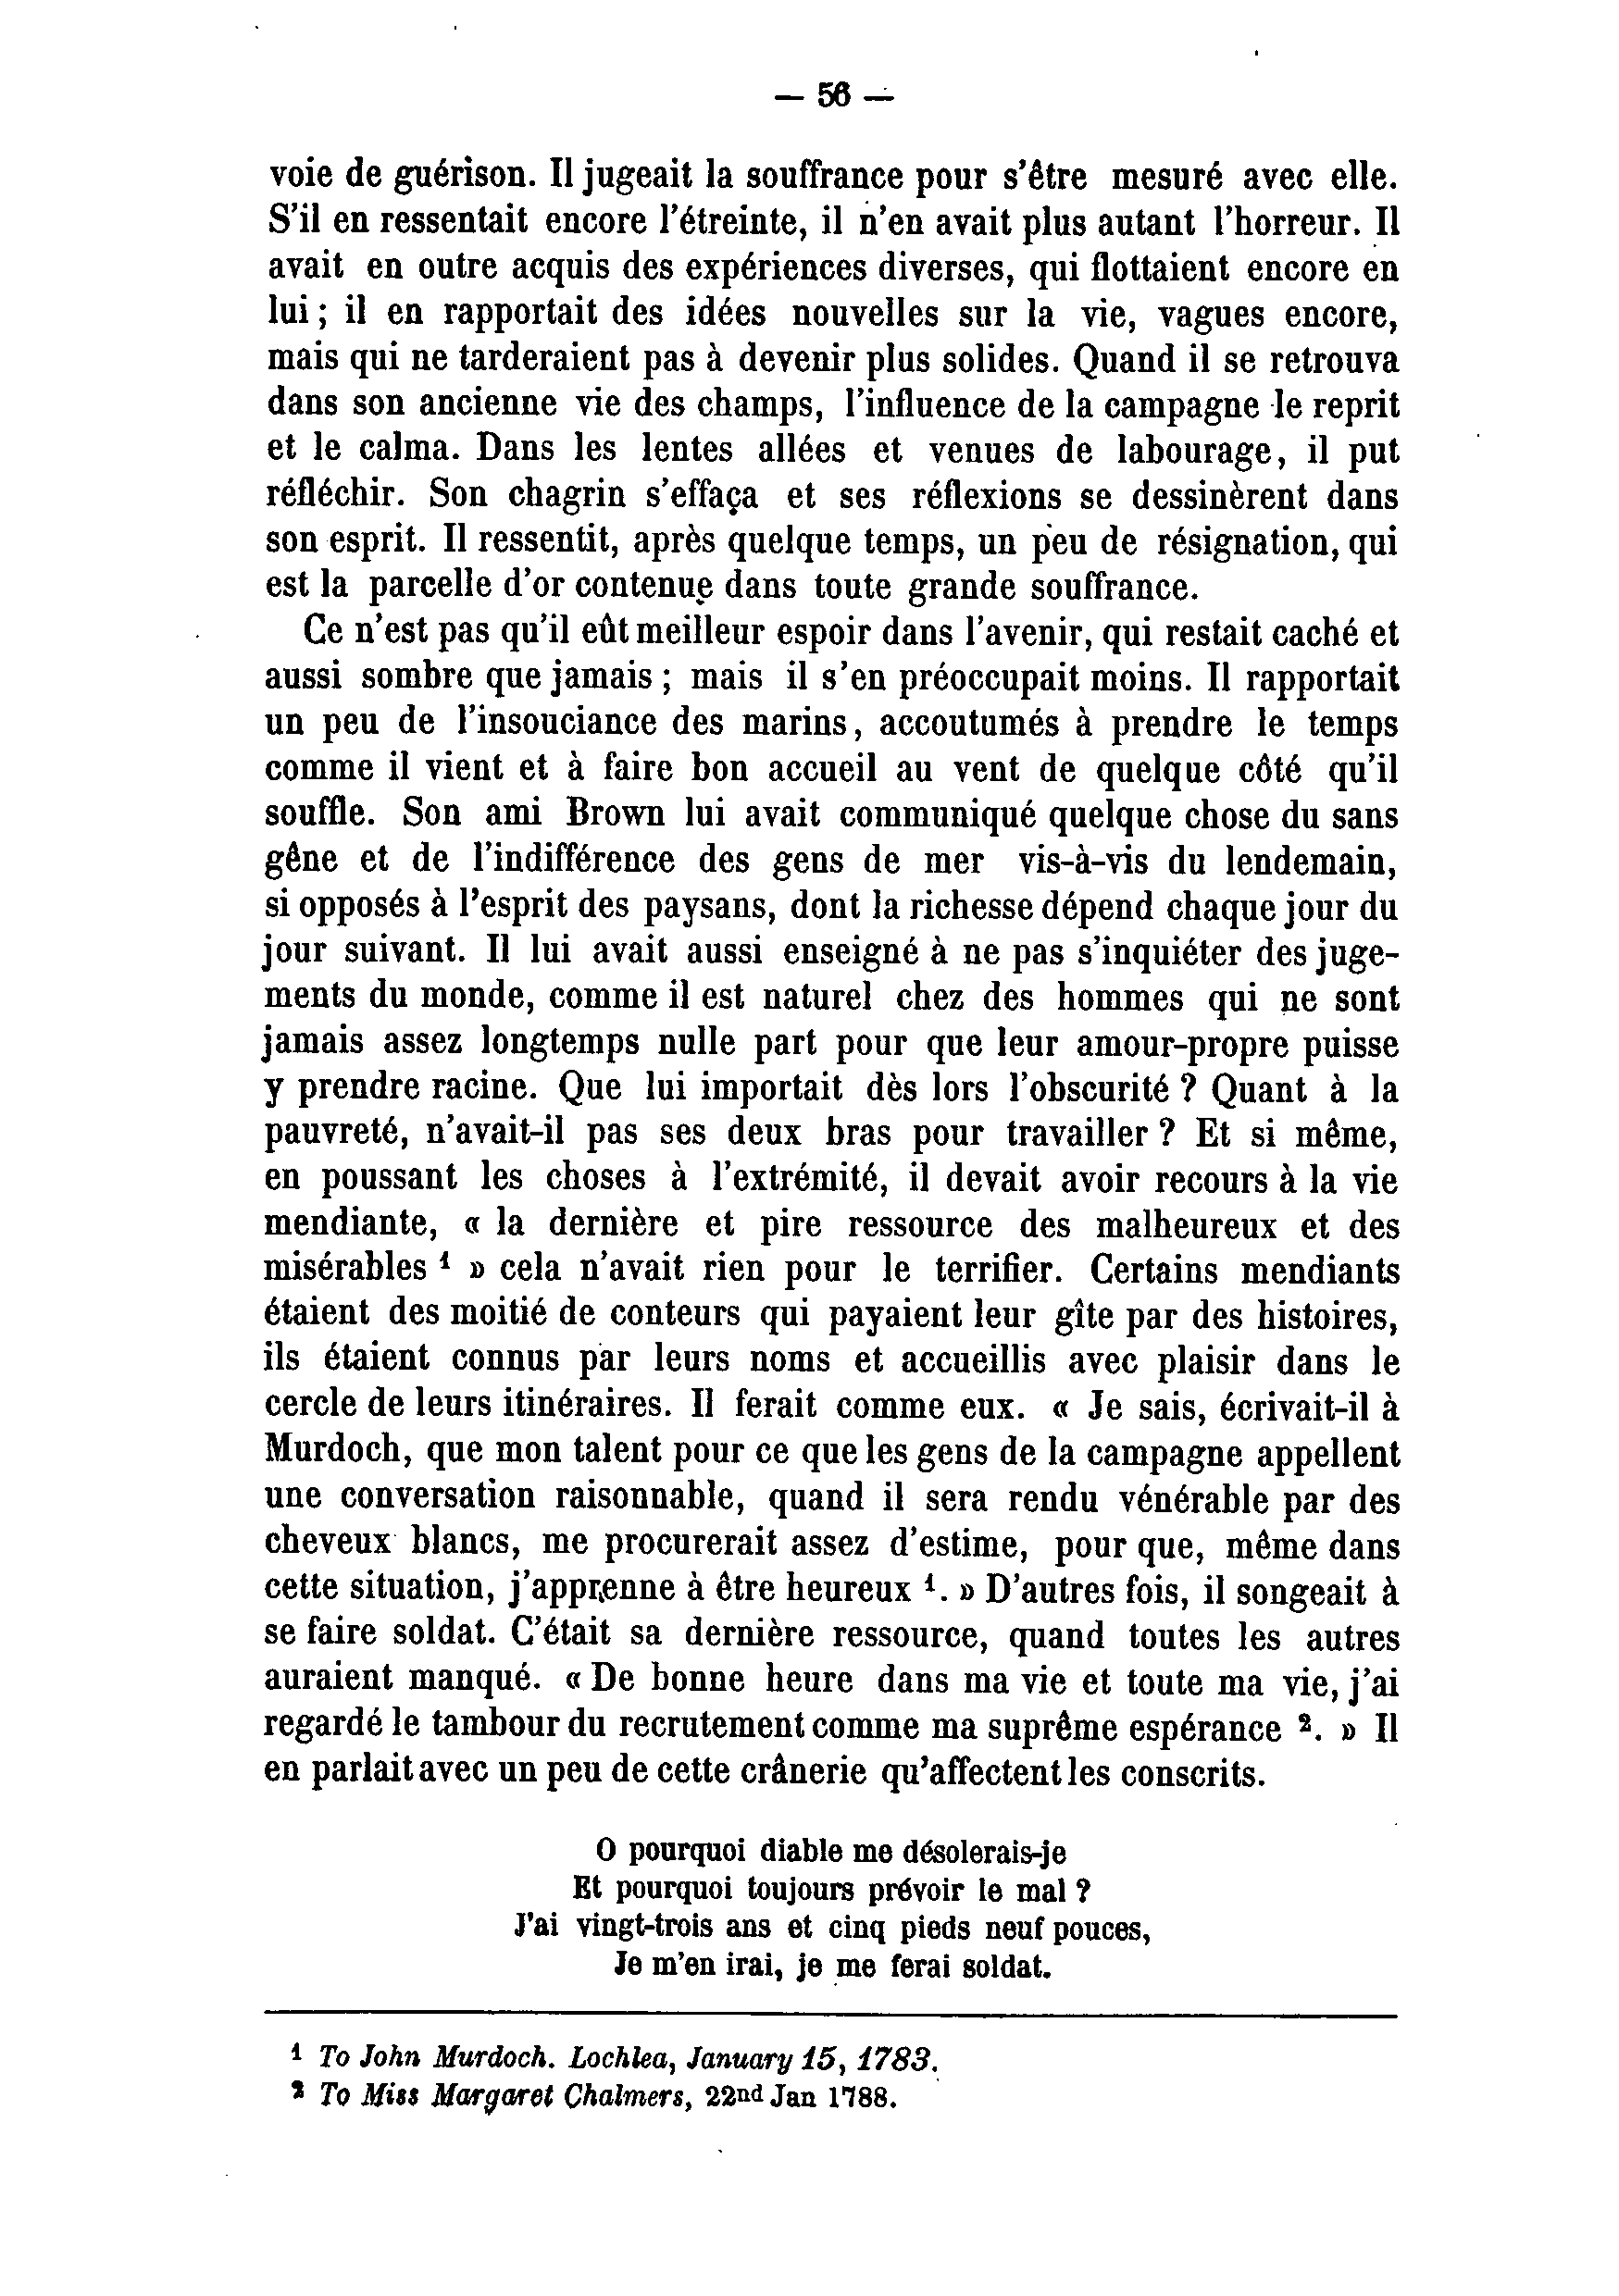 — 56 —
voie de guérison. Il jugeait la souffrance pour s'être mesuré avec elle.
S'il en ressentait encore l'étreinte, il n'en avait plus autant l'horreur. Il
avait en outre acquis des expériences diverses, qui flottaient encore en
lui ; il en rapportait des idées nouvelles sur la vie, vagues encore,
mais qui ne tarderaient pas à devenir plus solides. Quand il se retrouva
dans son ancienne vie des champs, l'influence de la campagne le reprit
et le calma. Dans les lentes allées et venues de labourage, il put
réfléchir. Son chagrin s'effaça et ses réflexions se dessinèrent dans
son esprit. Il ressentit, après quelque temps, un peu de résignation, qui
est la parcelle d'or contenue dans toute grande souffrance.
Ce n'est pas qu'il eût meilleur espoir dans l'avenir, qui restait caché et
aussi sombre que jamais ; mais il s'en préoccupait moins. Il rapportait
un peu de l'insouciance des marins, accoutumés à prendre le temps
comme il vient et à faire bon accueil au vent de quelque côté qu'il
souffle. Son ami Brown lui avait communiqué quelque chose du sans
gêne et de l'indifférence des gens de mer vis-à-vis du lendemain,
si opposés à l'esprit des paysans, dont la richesse dépend chaque jour du
jour suivant. Il lui avait aussi enseigné à ne pas s'inquiéter des juge-
ments du monde, comme il est naturel chez des hommes qui ne sont
jamais assez longtemps nulle part pour que leur amour-propre puisse
y prendre racine. Que lui importait dès lors l'obscurité ? Quant à la
pauvreté, n'avait-il pas ses deux bras pour travailler ? Et si même,
en poussant les choses à l'extrémité, il devait avoir recours à la vie
mendiante, « la dernière et pire ressource des malheureux et des
misérables ¹ » cela n'avait rien pour le terrifier. Certains mendiants
étaient des moitié de conteurs qui payaient leur gîte par des histoires,
ils étaient connus par leurs noms et accueillis avec plaisir dans le
cercle de leurs itinéraires. Il ferait comme eux. « Je sais, écrivait-il à
Murdoch, que mon talent pour ce que les gens de la campagne appellent
une conversation raisonnable, quand il sera rendu vénérable par des
cheveux blancs, me procurerait assez d'estime, pour que, même dans
cette situation, j'apprenne à être heureux ¹. » D'autres fois, il songeait à
se faire soldat. C'était sa dernière ressource, quand toutes les autres
auraient manqué. « De bonne heure dans ma vie et toute ma vie, j'ai
regardé le tambour du recrutement comme ma suprême espérance ². » Il
en parlait avec un peu de cette crânerie qu'affectent les conscrits.
O pourquoi diable me désolerais-je
Et pourquoi toujours prévoir le mal ?
J'ai vingt-trois ans et cinq pieds neuf pouces,
Je m'en irai, je me ferai soldat.
¹ To John Murdoch. Lochlea, January 15, 1783.
² To Miss Margaret Chalmers, 22nd Jan 1788.